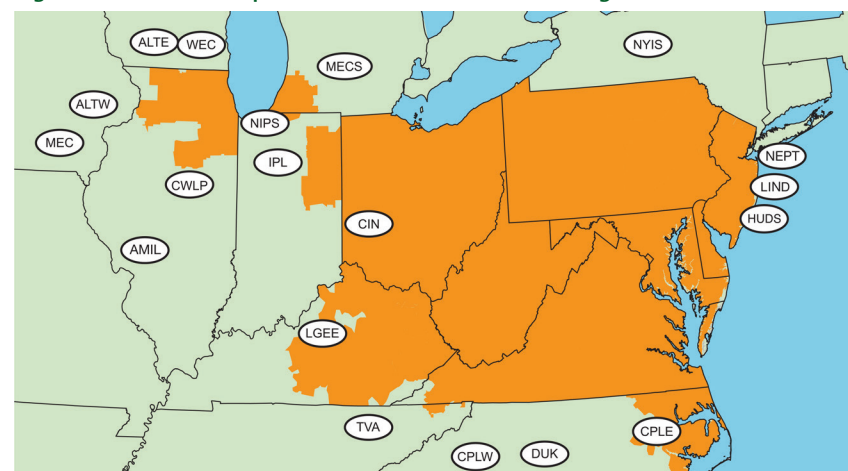 ALTE
WEC
NYIS
MECS
ALTW
NIPS
MEC
NEPT
IPL
CWLP
LIND
CIN
HUDS
AMIL
LGEE
TVA
CPLE
CPLW
DUK